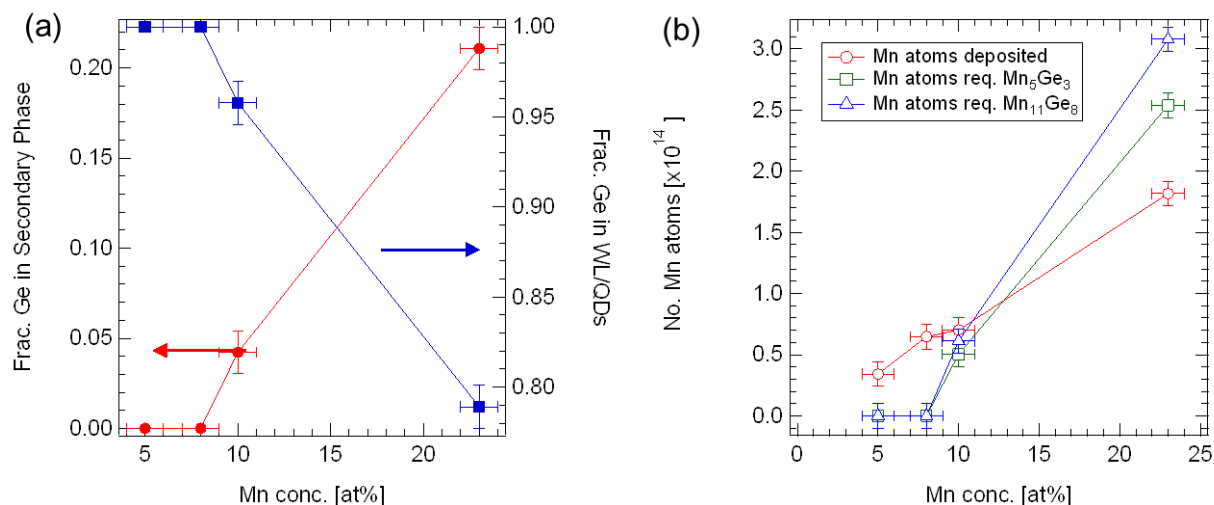 (a)
Frac. Ge in Secondary Phase
0.20
0.15
0.10
0.05
0.00
5
10
15
20
Mn conc. [at%]
1.00
0.95
0.90
0.85
0.80
Frac. Ge in WL/QDs
(b)
No. Mn atoms [x10¹⁴ ]
3.0
2.5
2.0
1.5
1.0
0.5
0.0
Mn atoms deposited
Mn atoms req. Mn₅Ge₃
Mn atoms req. Mn₁₁Ge₈
0
5
10
15
20
25
Mn conc. [at%]